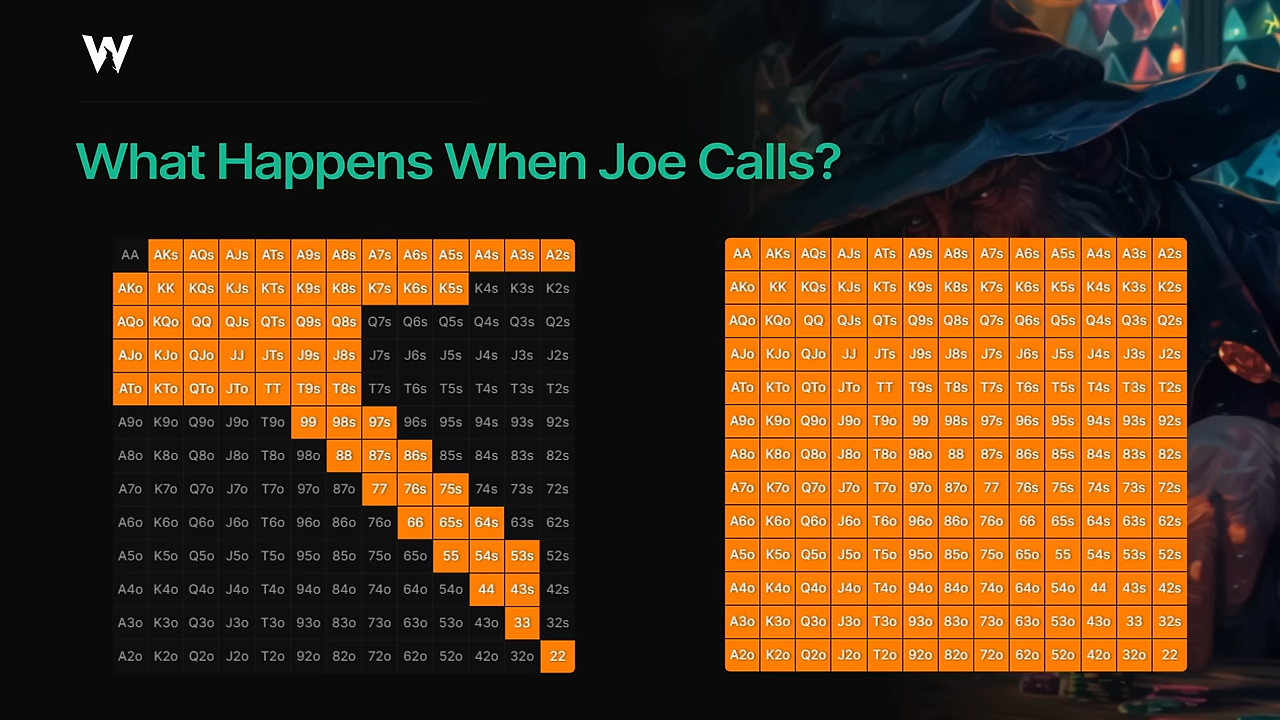 W
What Happens When Joe Calls?
AA AKs AQs AJs ATs A9s A8s A7s A6s A5s A4s A3s A2s
AKo KK KQs KJs KTs K9s K8s K7s K6s K5s K4s K3s K2s
AQo KQo QQ QJs QTs Q9s Q8s Q7s Q6s Q5s Q4s Q3s Q2s
AJo KJo QJo JJ JTs J9s J8s J7s J6s J5s J4s J3s J2s
ATo KTo QTo JTo TT T9s T8s T7s T6s T5s T4s T3s T2s
A9o K9o Q9o J9o T9o 99 98s 97s 96s 95s 94s 93s 92s
A8o K8o Q8o J8o T8o 98o 88 87s 86s 85s 84s 83s 82s
A7o K7o Q7o J7o T7o 97o 87o 77 76s 75s 74s 73s 72s
A6o K6o Q6o J6o T6o 96o 86o 76o 66 65s 64s 63s 62s
A5o K5o Q5o J5o T5o 95o 85o 75o 65o 55 54s 53s 52s
A4o K4o Q4o J4o T4o 94o 84o 74o 64o 54o 44 43s 42s
A3o K3o Q3o J3o T3o 93o 83o 73o 63o 53o 43o 33 32s
A2o K2o Q2o J2o T2o 92o 82o 72o 62o 52o 42o 32o 22
AA AKs AQs AJs ATs A9s A8s A7s A6s A5s A4s A3s A2s
AKo KK KQs KJs KTs K9s K8s K7s K6s K5s K4s K3s K2s
AQo KQo QQ QJs QTs Q9s Q8s Q7s Q6s Q5s Q4s Q3s Q2s
AJo KJo QJo JJ JTs J9s J8s J7s J6s J5s J4s J3s J2s
ATo KTo QTo JTo TT T9s T8s T7s T6s T5s T4s T3s T2s
A9o K9o Q9o J9o T9o 99 98s 97s 96s 95s 94s 93s 92s
A8o K8o Q8o J8o T8o 98o 88 87s 86s 85s 84s 83s 82s
A7o K7o Q7o J7o T7o 97o 87o 77 76s 75s 74s 73s 72s
A6o K6o Q6o J6o T6o 96o 86o 76o 66 65s 64s 63s 62s
A5o K5o Q5o J5o T5o 95o 85o 75o 65o 55 54s 53s 52s
A4o K4o Q4o J4o T4o 94o 84o 74o 64o 54o 44 43s 42s
A3o K3o Q3o J3o T3o 93o 83o 73o 63o 53o 43o 33 32s
A2o K2o Q2o J2o T2o 92o 82o 72o 62o 52o 42o 32o 22